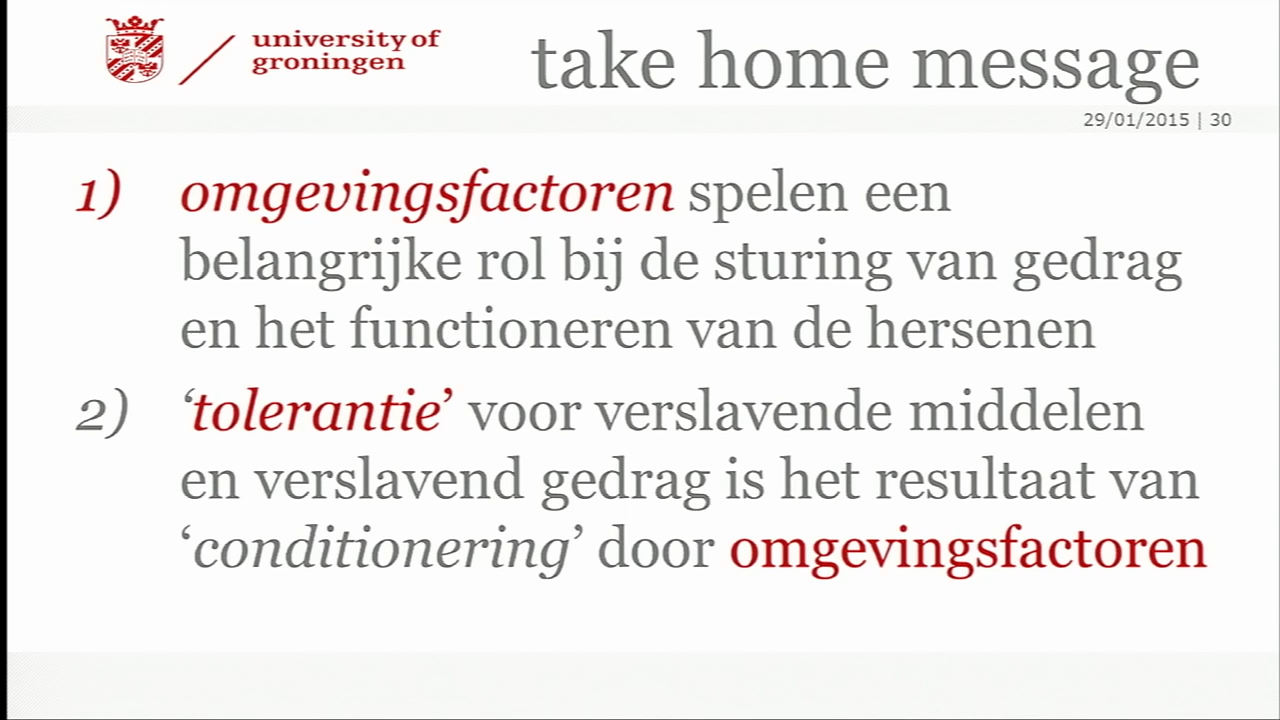 university of
groningen
take home message
29/01/2015 | 30
1) omgevingsfactoren spelen een
belangrijke rol bij de sturing van gedrag
en het functioneren van de hersenen
2) ‘tolerantie’ voor verslavende middelen
en verslavend gedrag is het resultaat van
‘conditionering’ door omgevingsfactoren